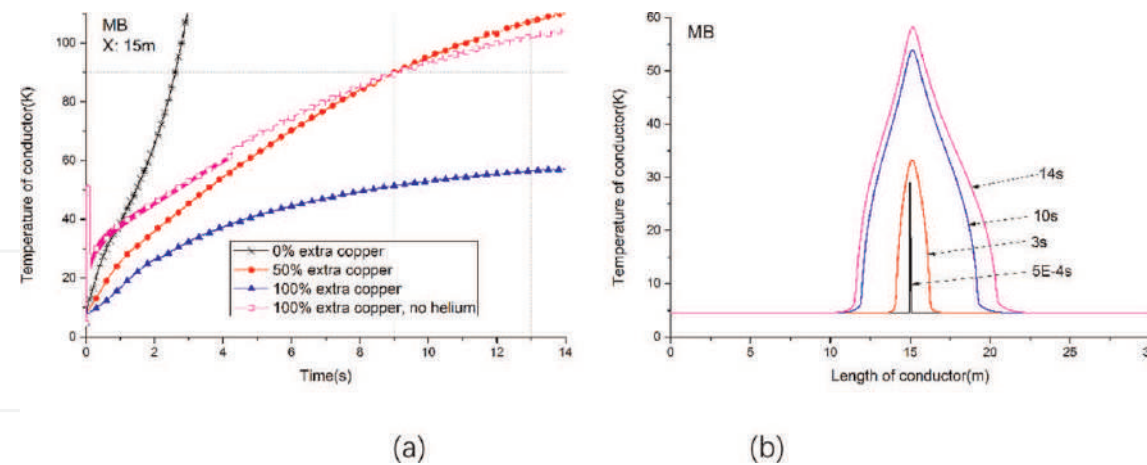 MB
X: 15m
Temperature of conductor(K)
100
80
60
40
20
0
0% extra copper
50% extra copper
100% extra copper
100% extra copper, no helium
0 2 4 6 8 10 12 14
Time(s)
(a)
MB
Temperature of conductor(K)
60
50
40
30
20
10
0
14s
10s
3s
5E-4s
0 5 10 15 20 25 30
Length of conductor(m)
(b)